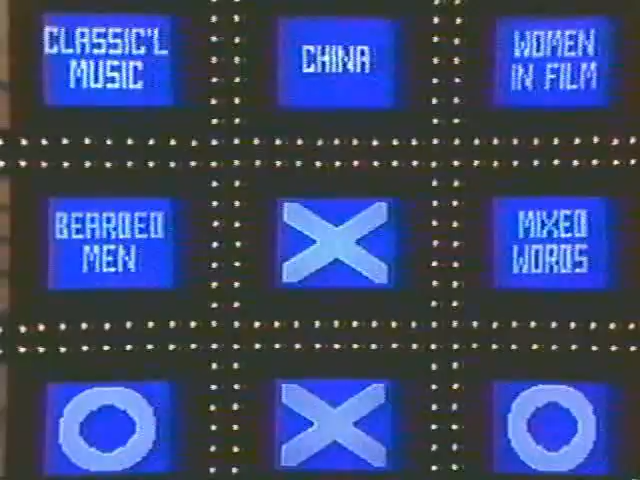 CLASSIC'L
MUSIC
CHINA
WOMEN
IN FILM
BEARDED
MEN
X
MIXED
WORDS
O
X
O